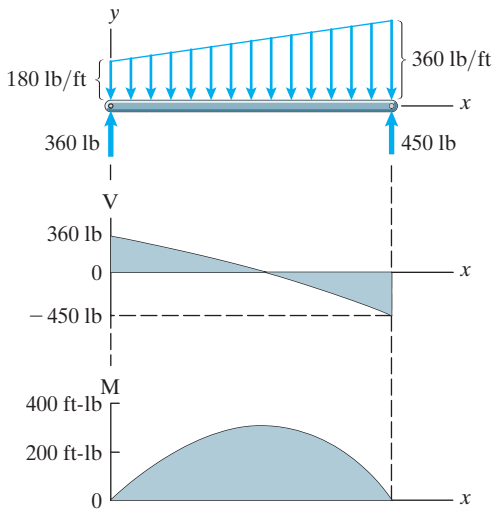 y
360 lb/ft
180 lb/ft
x
360 lb
450 lb
V
360 lb
0
x
−450 lb
M
400 ft-lb
200 ft-lb
0
x